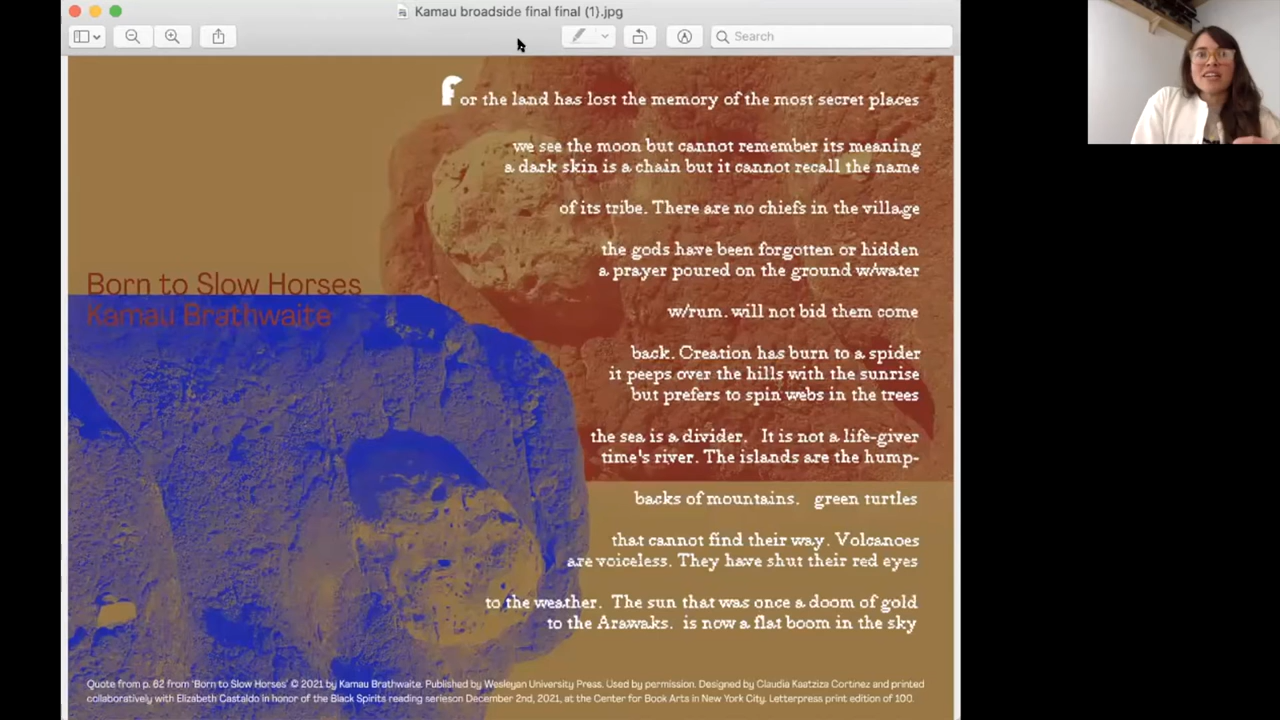 Kamau broadside final final (1).jpg
Search
For the land has lost the memory of the most secret places
we see the moon but cannot remember its meaning
a dark skin is a chain but it cannot recall the name
of its tribe. There are no chiefs in the village
the gods have been forgotten or hidden
a prayer poured on the ground w/water
w/rum. will not bid them come
back. Creation has burn to a spider
it peeps over the hills with the sunrise
but prefers to spin webs in the trees
the sea is a divider. It is not a life-giver
time's river. The islands are the hump-
backs of mountains. green turtles
that cannot find their way. Volcanoes
are voiceless. They have shut their red eyes
to the weather. The sun that was once a doom of gold
to the Arawaks. is now a flat boom in the sky
Born to Slow Horses
Kamau Brathwaite
Quote from p. 62 from 'Born to Slow Horses' © 2021 by Kamau Brathwaite. Published by Wesleyan University Press. Used by permission. Designed by Claudia Kaatziza Cortinez and printed
collaboratively with Elizabeth Castaldo in honor of the Black Spirits reading serieson December 2nd, 2021, at the Center for Book Arts in New York City. Letterpress print edition of 100.